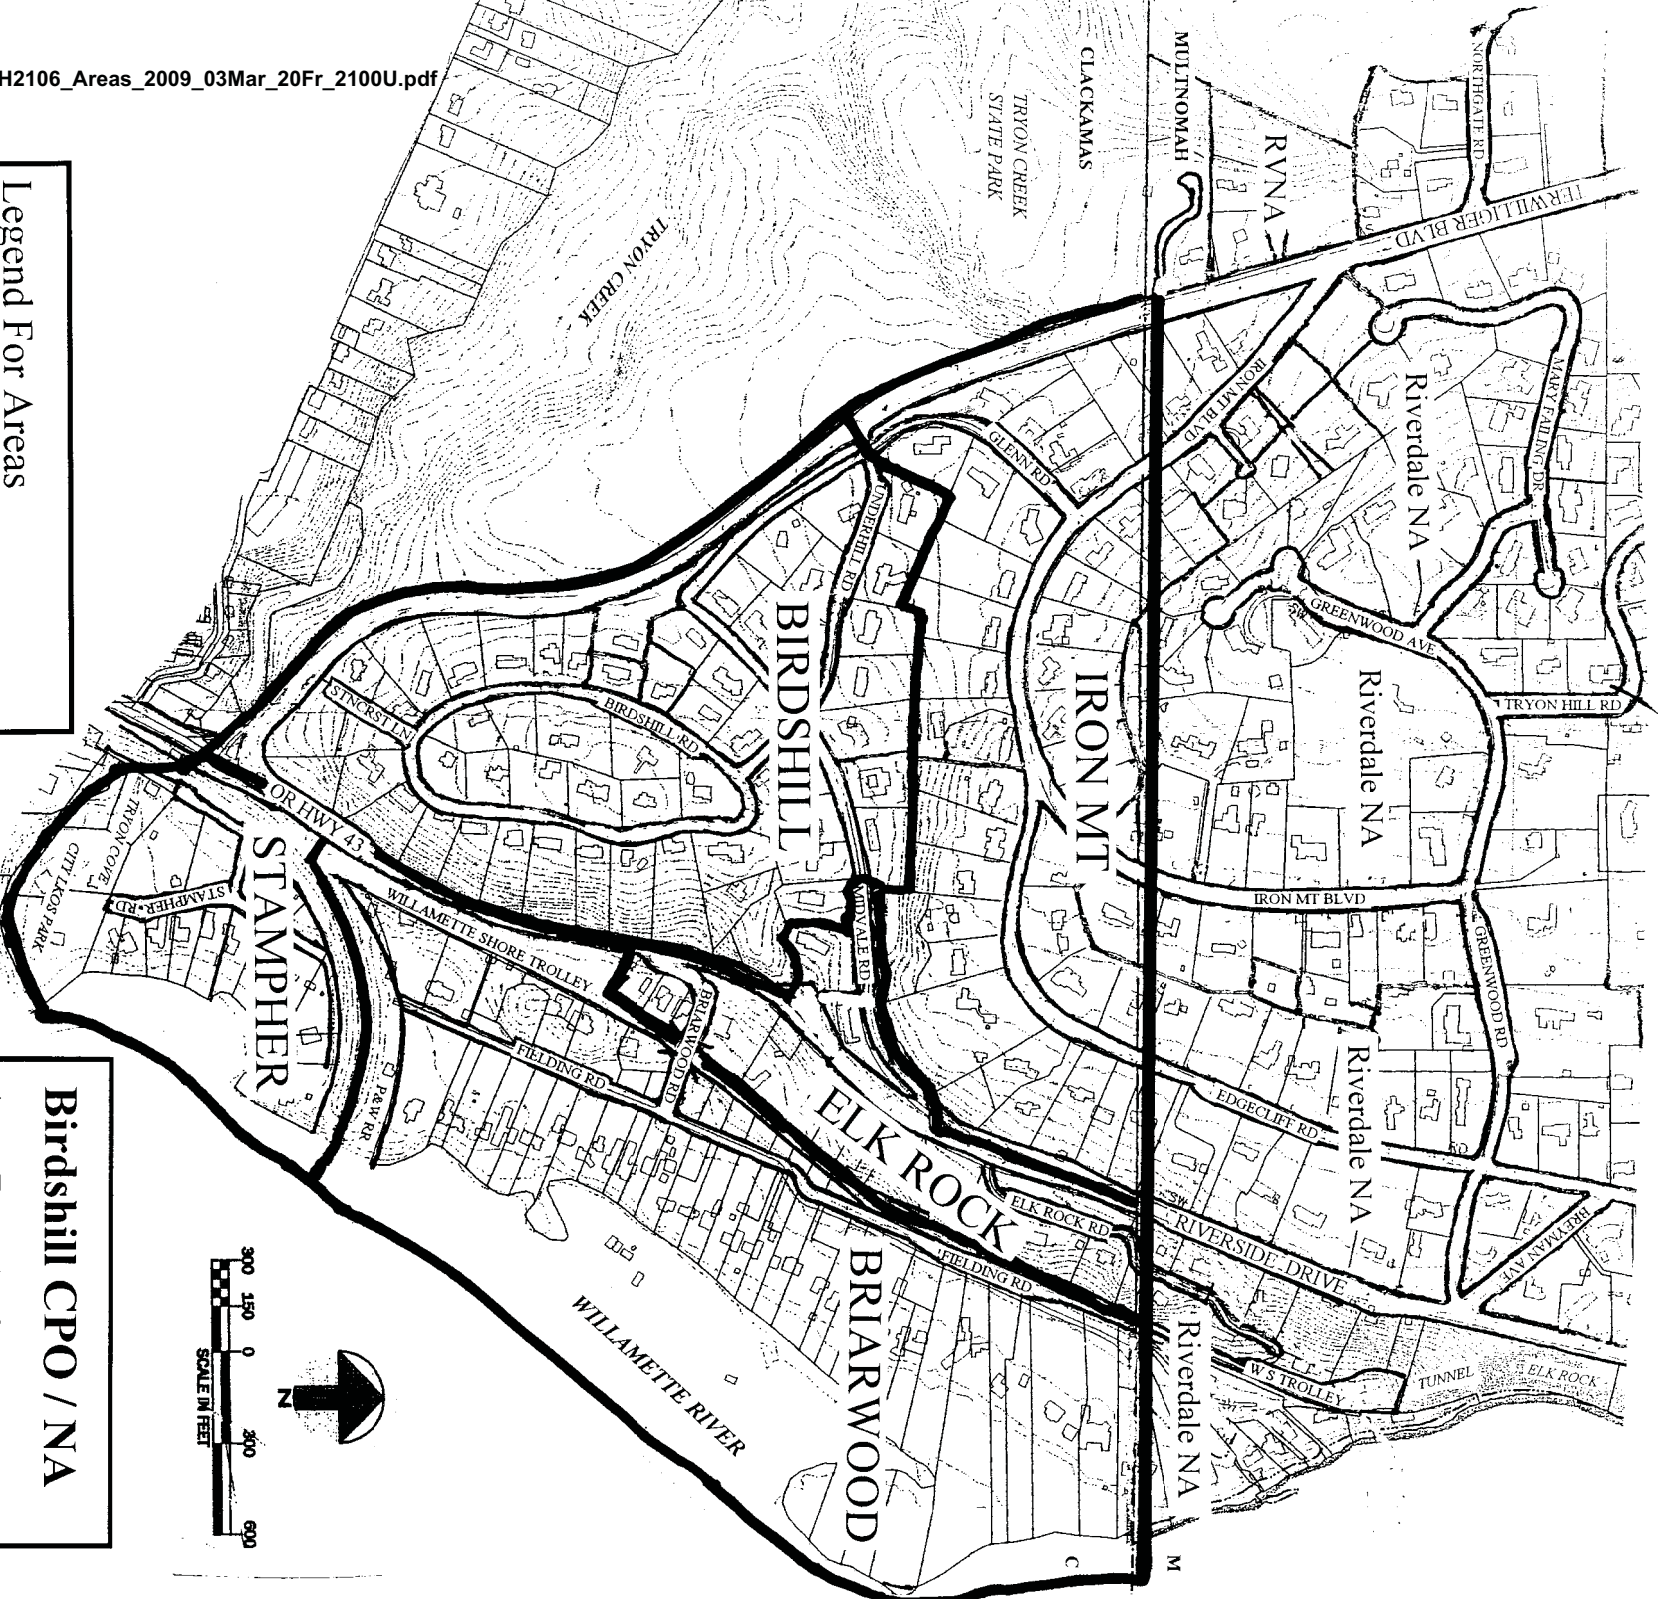 H2106_Areas_2009_03Mar_20Fr_2100U.pdf
Legend For Areas
Birdshill CPO / NA
NORTHGATE RD
MULTNOMAH
CLACKAMAS
TRYON CREEK
STATE PARK
RVNA
TERWILLIGER BLVD
TRYON CREEK
IRON MT BLVD
MARY FAILING DR
Riverdale NA
GLENN RD
UNDERHILL RD
GREENWOOD AVE
Riverdale NA
TRYON HILL RD
BIRDSHILL
IRON MT
STNCRST LN
BIRDSHILL RD
OR HWY 43
STAMPHER
TRYON COVE
CITY LKOS PARK
STAMPHER RD
WILLAMETTE SHORE TROLLEY
MIDVALE RD
IRON MT BLVD
GREENWOOD RD
BRIARWOOD RD
FIELDING RD
P&W RR
ELK ROCK
EDGECLIFF RD
Riverdale NA
ELK ROCK RD
SW
RIVERSIDE DRIVE
BREYMAN AVE
FIELDING RD
BRIARWOOD
WILLAMETTE RIVER
Riverdale NA
W S TROLLEY
TUNNEL
ELK ROCK
C
M
300
150
0
300
600
SCALE IN FEET
N